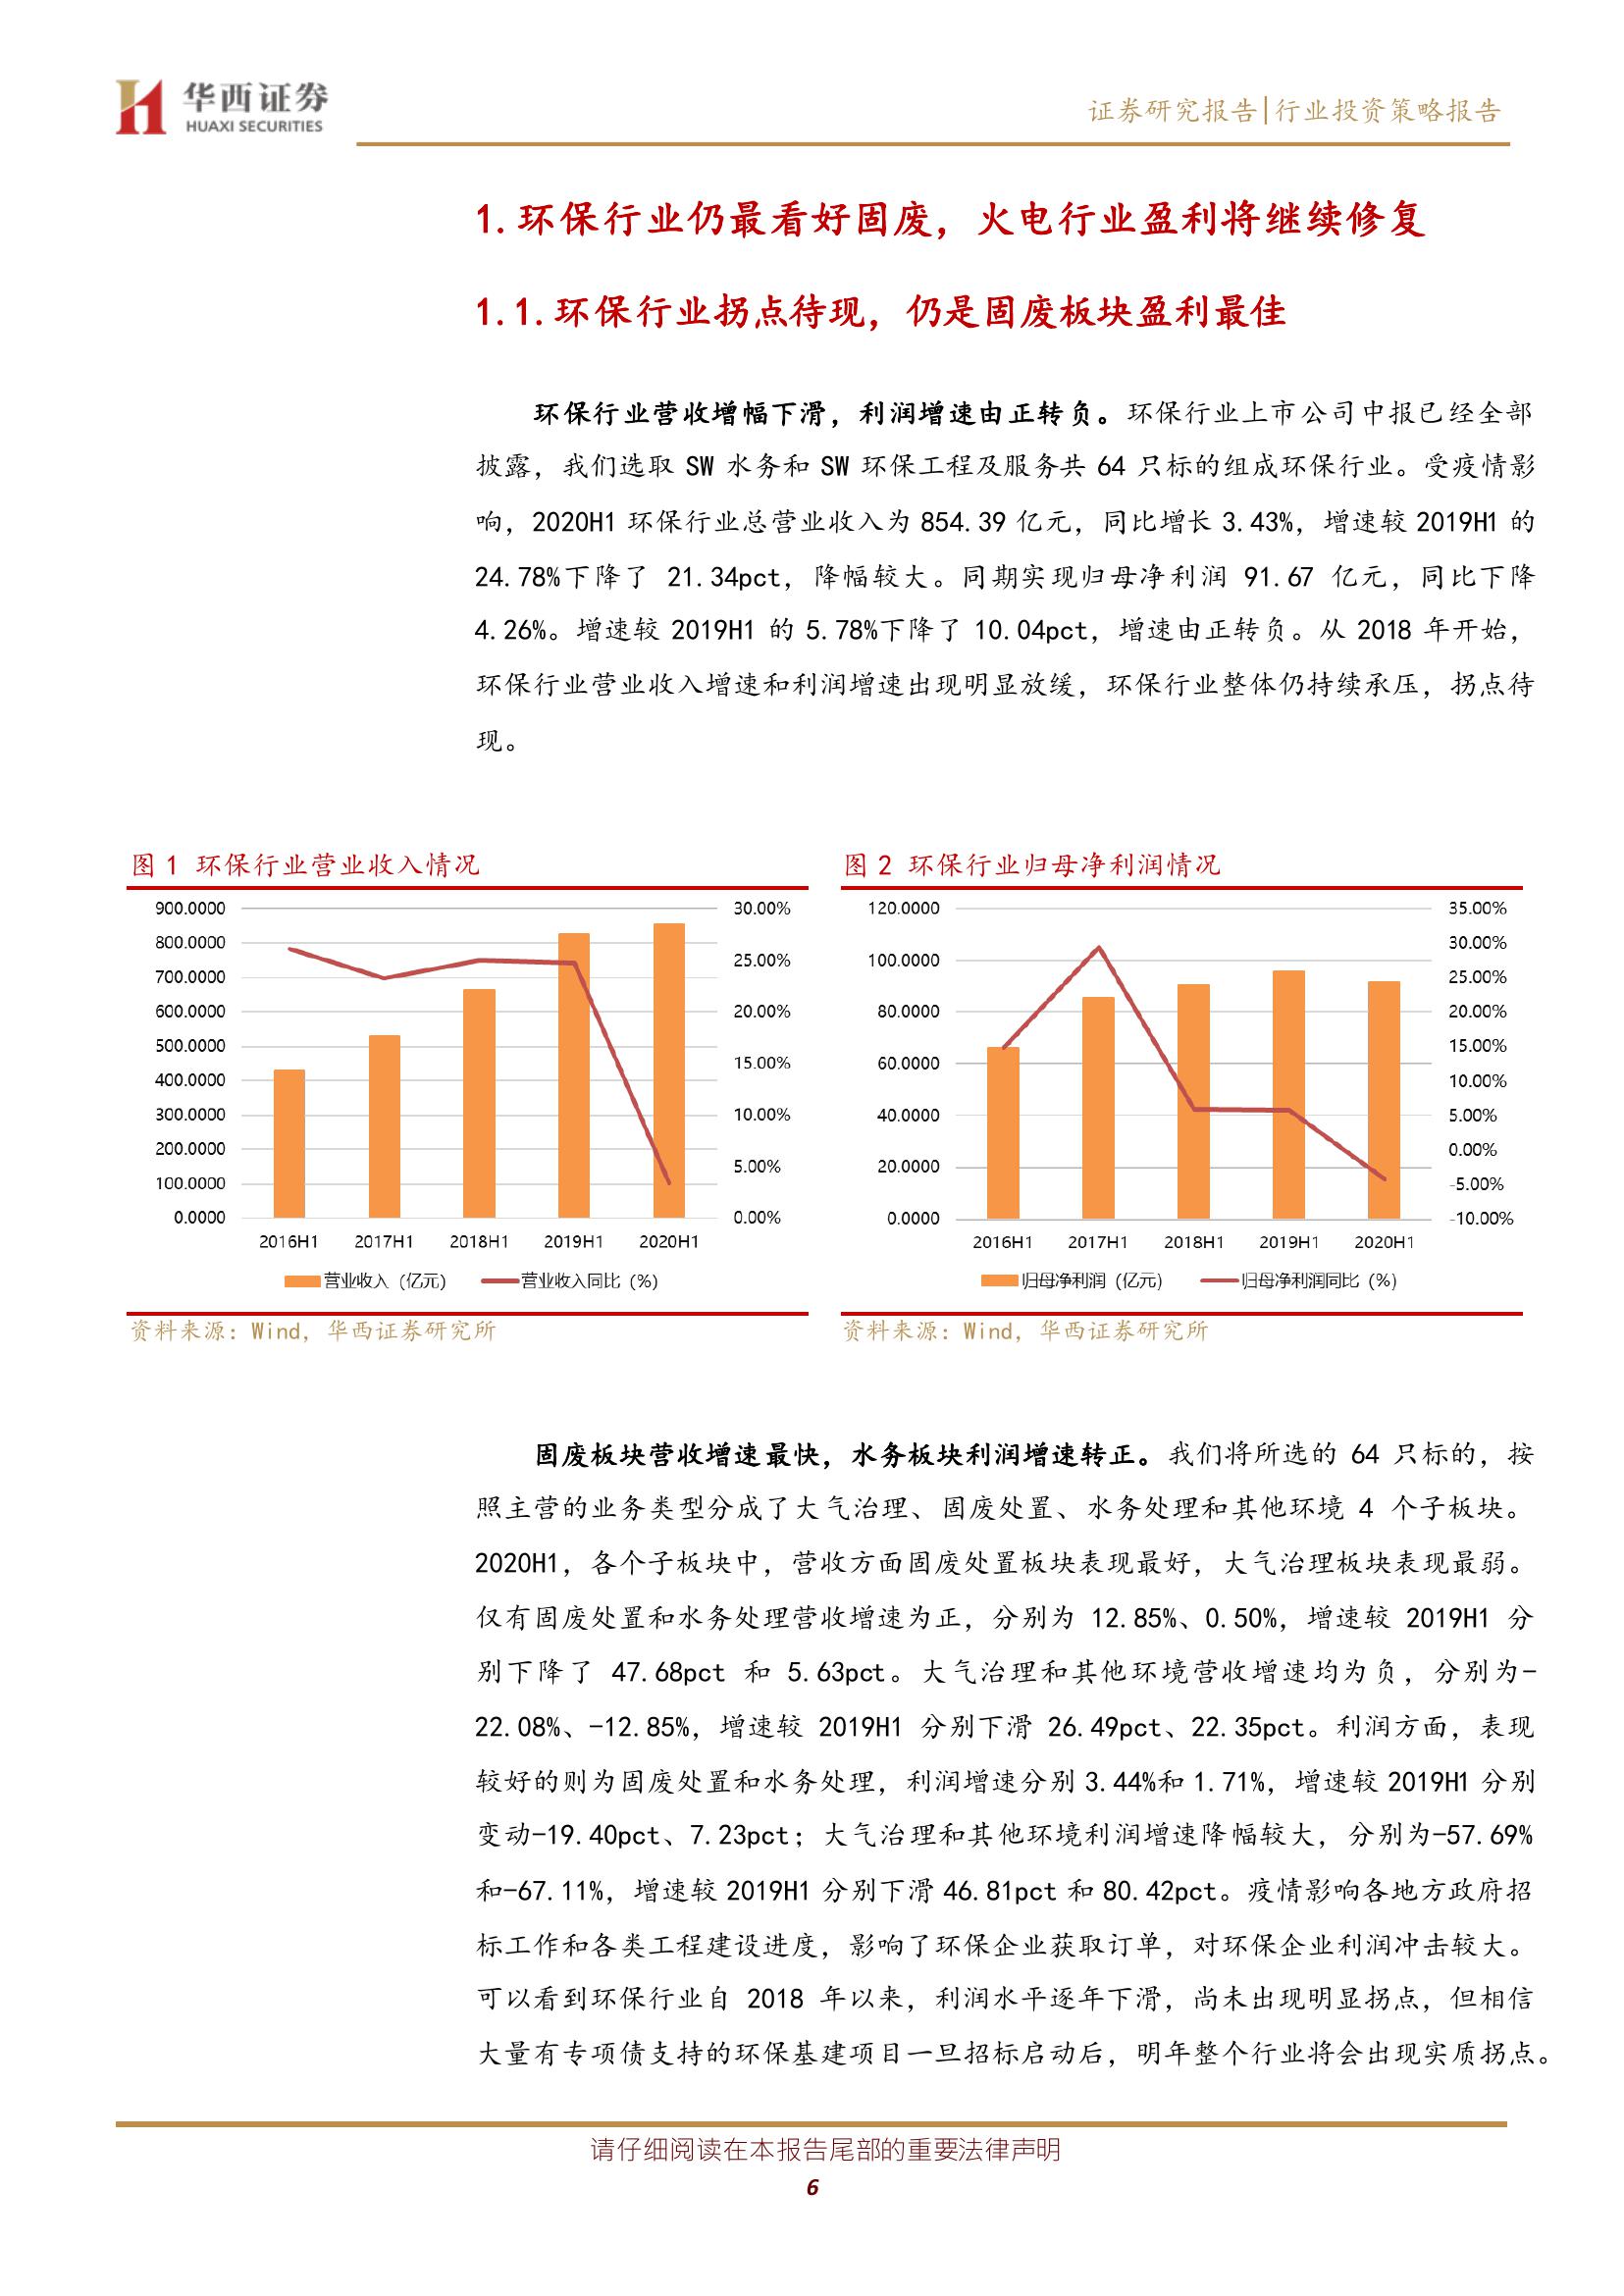 华西证券
HUAXI SECURITIES
证券研究报告|行业投资策略报告
1.环保行业仍最看好固废，火电行业盈利将继续修复
1.1.环保行业拐点待现，仍是固废板块盈利最佳
环保行业营收增幅下滑，利润增速由正转负。环保行业上市公司中报已经全部
披露，我们选取 SW 水务和 SW 环保工程及服务共 64 只标的组成环保行业。受疫情影
响，2020H1 环保行业总营业收入为 854.39 亿元，同比增长 3.43%，增速较 2019H1 的
24.78%下降了 21.34pct，降幅较大。同期实现归母净利润 91.67 亿元，同比下降
4.26%。增速较 2019H1 的 5.78%下降了 10.04pct，增速由正转负。从 2018 年开始，
环保行业营业收入增速和利润增速出现明显放缓，环保行业整体仍持续承压，拐点待
现。
图 1 环保行业营业收入情况
900.0000
800.0000
700.0000
600.0000
500.0000
400.0000
300.0000
200.0000
100.0000
0.0000
30.00%
25.00%
20.00%
15.00%
10.00%
5.00%
0.00%
2016H1 2017H1 2018H1 2019H1 2020H1
营业收入（亿元） 营业收入同比（%）
资料来源：Wind，华西证券研究所
图 2 环保行业归母净利润情况
120.0000
100.0000
80.0000
60.0000
40.0000
20.0000
0.0000
35.00%
30.00%
25.00%
20.00%
15.00%
10.00%
5.00%
0.00%
-5.00%
-10.00%
2016H1 2017H1 2018H1 2019H1 2020H1
归母净利润（亿元） 归母净利润同比（%）
资料来源：Wind，华西证券研究所
固废板块营收增速最快，水务板块利润增速转正。我们将所选的 64 只标的，按
照主营的业务类型分成了大气治理、固废处置、水务处理和其他环境 4 个子板块。
2020H1，各个子板块中，营收方面固废处置板块表现最好，大气治理板块表现最弱。
仅有固废处置和水务处理营收增速为正，分别为 12.85%、0.50%，增速较 2019H1 分
别下降了 47.68pct 和 5.63pct。大气治理和其他环境营收增速均为负，分别为-
22.08%、-12.85%，增速较 2019H1 分别下滑 26.49pct、22.35pct。利润方面，表现
较好的则为固废处置和水务处理，利润增速分别 3.44%和 1.71%，增速较 2019H1 分别
变动-19.40pct、7.23pct；大气治理和其他环境利润增速降幅较大，分别为-57.69%
和-67.11%，增速较 2019H1 分别下滑 46.81pct 和 80.42pct。疫情影响各地方政府招
标工作和各类工程建设进度，影响了环保企业获取订单，对环保企业利润冲击较大。
可以看到环保行业自 2018 年以来，利润水平逐年下滑，尚未出现明显拐点，但相信
大量有专项债支持的环保基建项目一旦招标启动后，明年整个行业将会出现实质拐点。
请仔细阅读在本报告尾部的重要法律声明
6